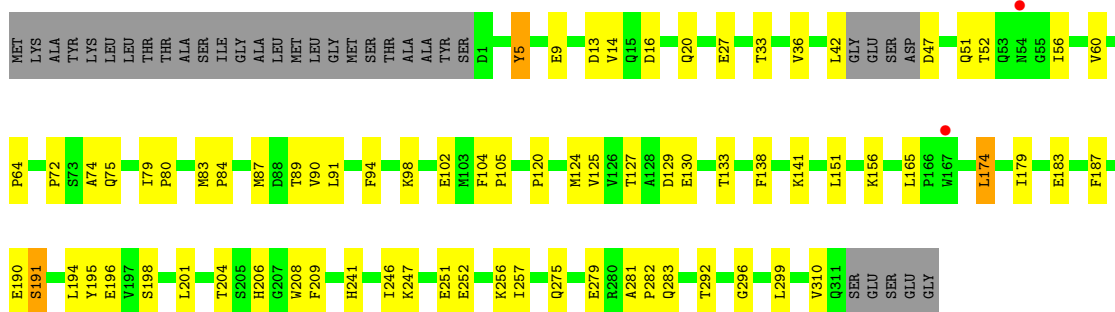 MET LYS ALA TYR LYS LEU LEU THR THR ALA SER ILE GLY ALA LEU MET LEU GLY MET SER THR ALA ALA TYR SER D1 Y5 E9 D13 V14 Q15 D16 Q20 E27 T33 V36 L42 GLY GLU SER ASP D47 Q51 T52 Q53 N54 G55 I56 V60
P64 P72 S73 A74 Q75 I79 P80 M83 P84 M87 D88 T89 V90 L91 F94 K98 E102 M103 F104 P105 P120 M124 V125 V126 T127 A128 D129 E130 T133 F138 K141 L151 K156 L165 P166 W167 L174 I179 E183 F187
E190 S191 L194 Y195 E196 V197 S198 L201 T204 S205 H206 G207 W208 F209 H241 I246 K247 E251 E252 K256 I257 Q275 E279 R280 A281 P282 Q283 T292 G296 L299 V310 Q311 SER GLU SER GLU GLY